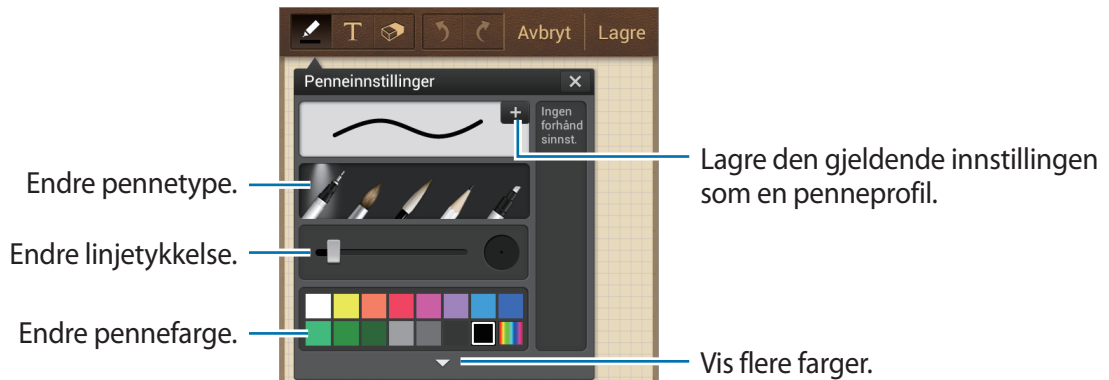 T Avbryt Lagre
Penneinnstillinger
Ingen
forhånd
sinnst.
Lagre den gjeldende innstillingen
som en penneprofil.
Endre pennetype.
Endre linjetykkelse.
Endre pennefarge.
Vis flere farger.